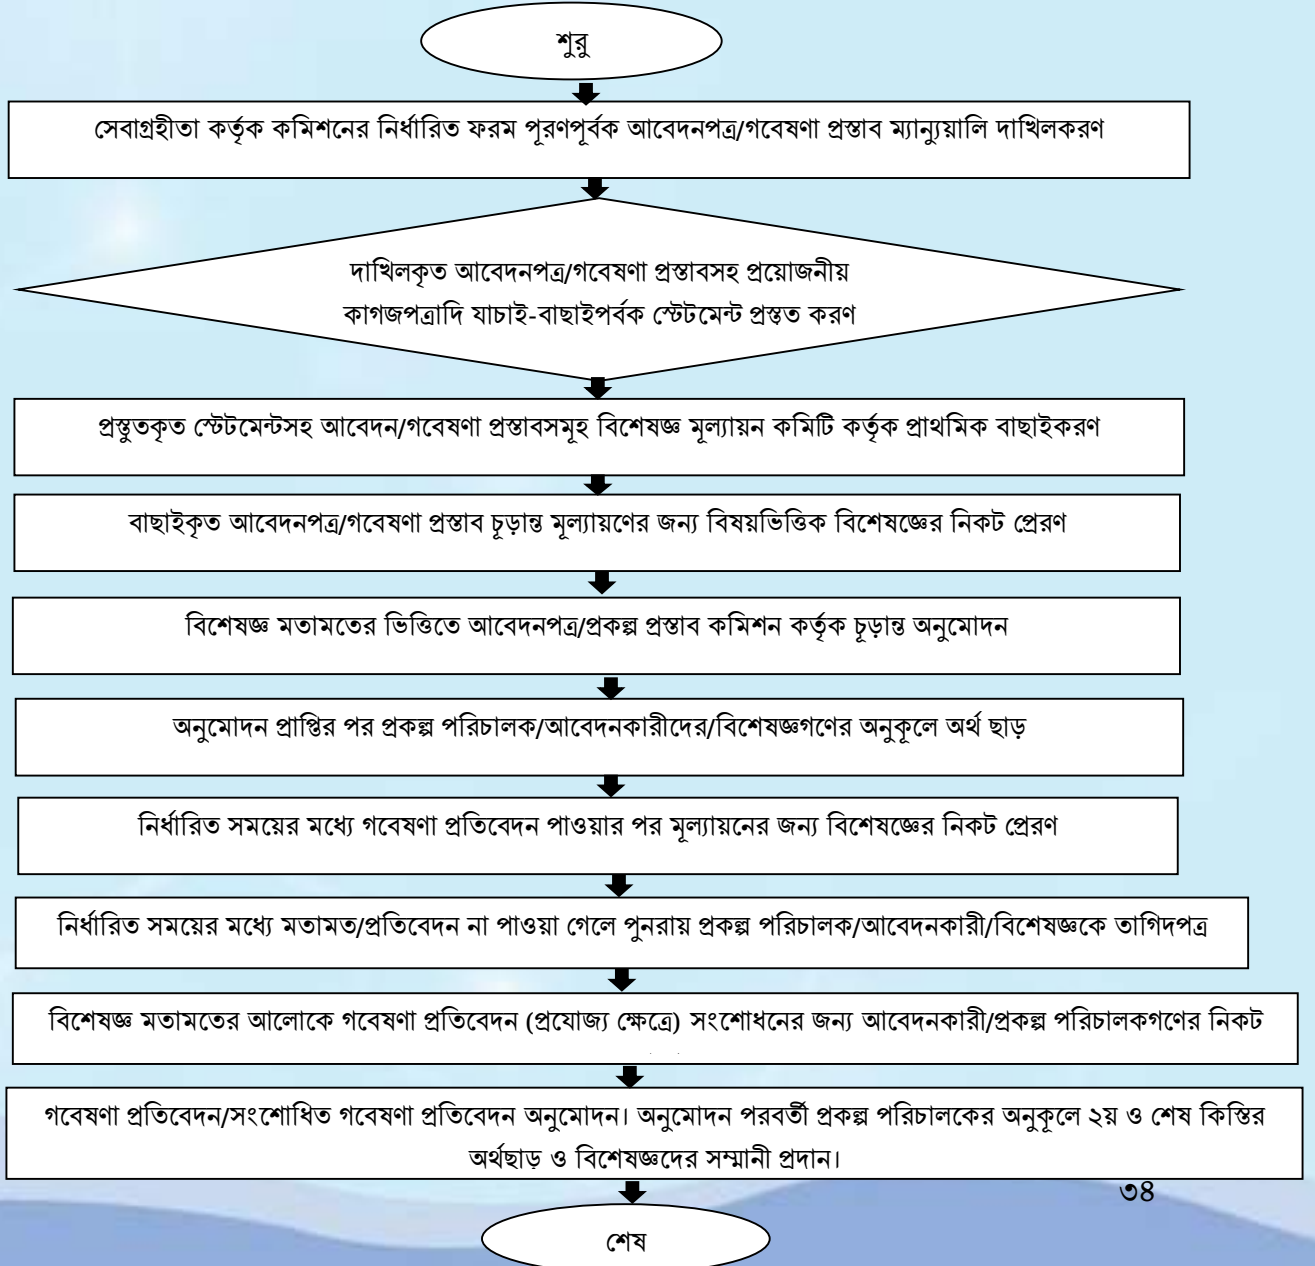 শুরু
সেবাগ্রহীতা কর্তৃক কমিশনের নির্ধারিত ফরম পূরণপূর্বক আবেদনপত্র/গবেষণা প্রস্তাব ম্যানু্যয়ালি দাখিলকরণ
দাখিলকৃত আবেদনপত্র/গবেষণা প্রস্তাবসহ প্রয়োজনীয়
কাগজপত্রাদি যাচাই-বাছাইপর্বক স্টেটমেন্ট প্রস্তত করণ
প্রস্তুতকৃত স্টেটমেন্টসহ আবেদন/গবেষণা প্রস্তাবসমূহ বিশেষজ্ঞ মূল্যায়ন কমিটি কর্তৃক প্রাথমিক বাছাইকরণ
বাছাইকৃত আবেদনপত্র/গবেষণা প্রস্তাব চূড়ান্ত মূল্যায়ণের জন্য বিষয়ভিত্তিক বিশেষজ্ঞের নিকট প্রেরণ
বিশেষজ্ঞ মতামতের ভিত্তিতে আবেদনপত্র/প্রকল্প প্রস্তাব কমিশন কর্তৃক চূড়ান্ত অনুমোদন
অনুমোদন প্রাপ্তির পর প্রকল্প পরিচালক/আবেদনকারীদের/বিশেষজ্ঞগণের অনুকূলে অর্থ ছাড়
নির্ধারিত সময়ের মধ্যে গবেষণা প্রতিবেদন পাওয়ার পর মূল্যায়নের জন্য বিশেষজ্ঞের নিকট প্রেরণ
নির্ধারিত সময়ের মধ্যে মতামত/প্রতিবেদন না পাওয়া গেলে পুনরায় প্রকল্প পরিচালক/আবেদনকারী/বিশেষজ্ঞকে তাগিদপত্র
বিশেষজ্ঞ মতামতের আলোকে গবেষণা প্রতিবেদন (প্রযোজ্য ক্ষেত্রে) সংশোধনের জন্য আবেদনকারী/প্রকল্প পরিচালকগণের নিকট
গবেষণা প্রতিবেদন/সংশোধিত গবেষণা প্রতিবেদন অনুমোদন। অনুমোদন পরবর্তী প্রকল্প পরিচালকের অনুকূলে ২য় ও শেষ কিস্তির
অর্থছাড় ও বিশেষজ্ঞদের সম্মানী প্রদান।
৩৪
শেষ